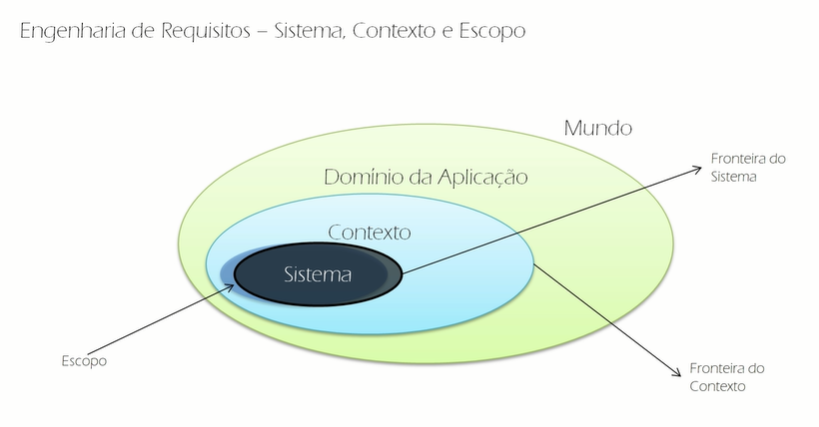 Engenharia de Requisitos – Sistema, Contexto e Escopo
Mundo
Fronteira do
Sistema
Domínio da Aplicação
Contexto
Sistema
Escopo
Fronteira do
Contexto